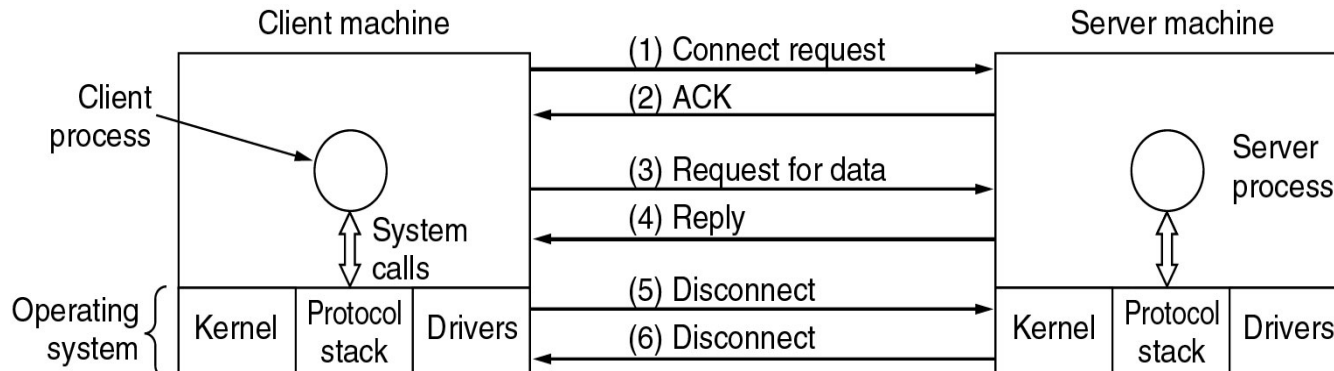 Client machine
Server machine
(1) Connect request
(2) ACK
Client
process
(3) Request for data
Server
process
(4) Reply
System
calls
(5) Disconnect
Operating
system
Kernel
Protocol
stack
Drivers
(6) Disconnect
Kernel
Protocol
stack
Drivers